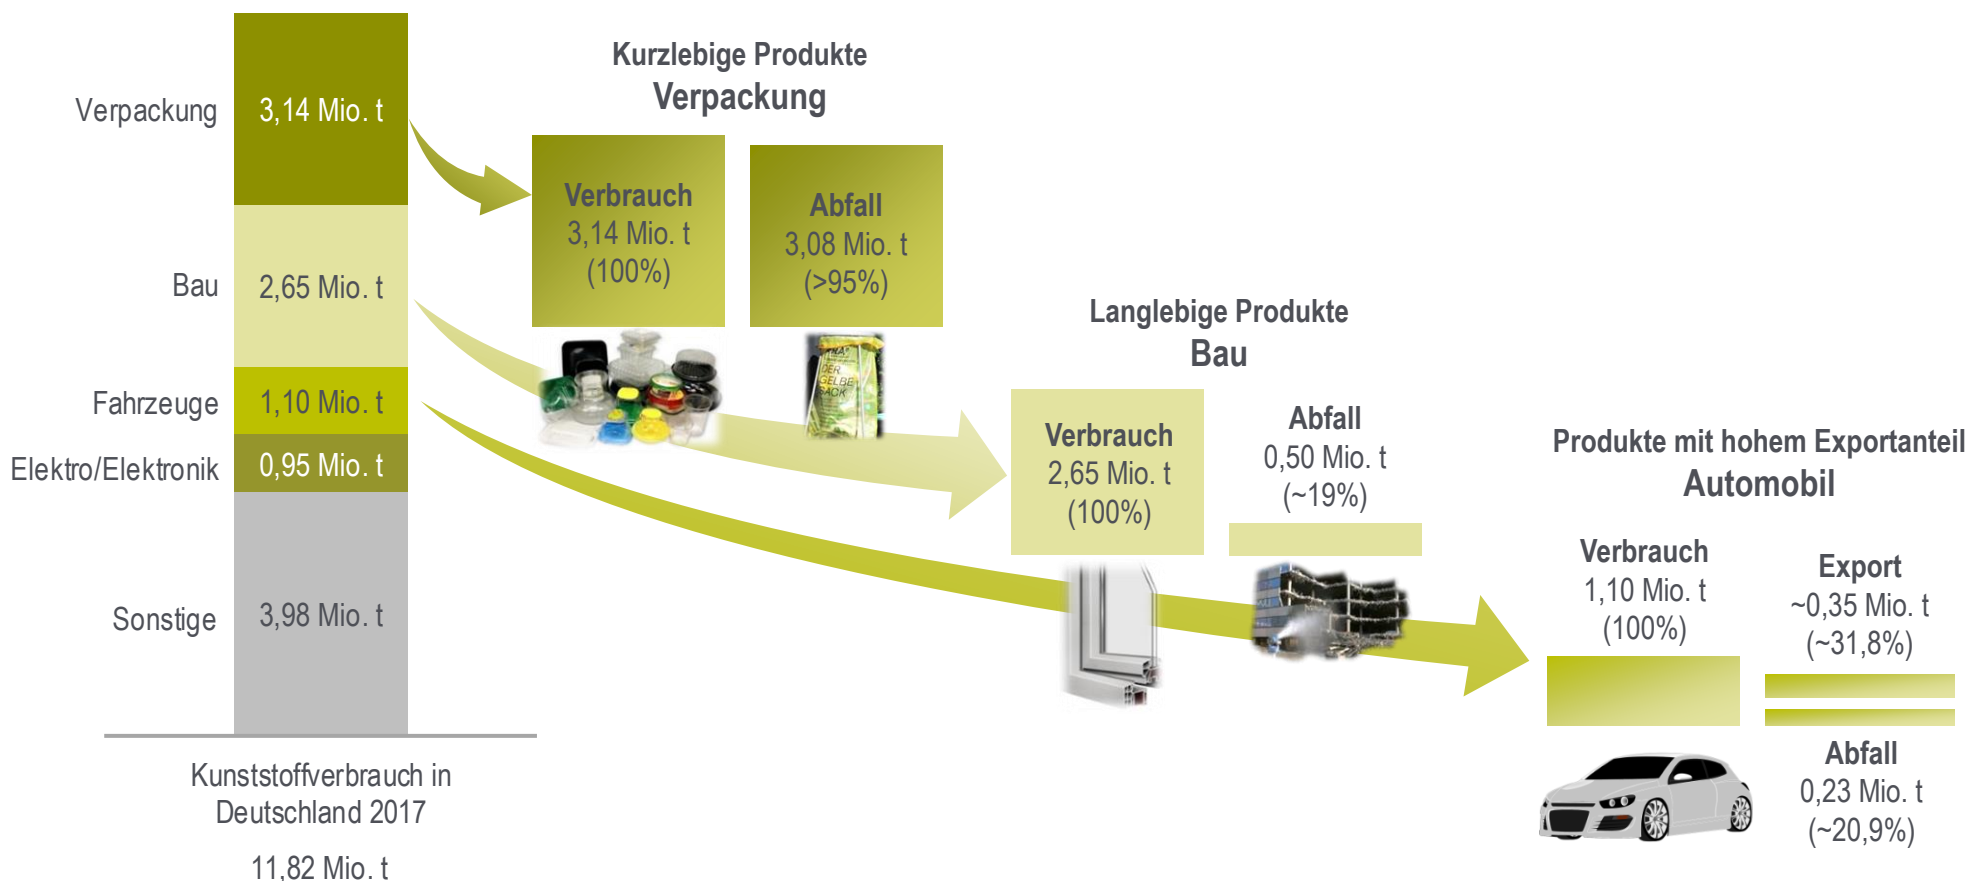 Verpackung
3,14 Mio. t
Bau
2,65 Mio. t
Fahrzeuge
1,10 Mio. t
Elektro/Elektronik
0,95 Mio. t
Sonstige
3,98 Mio. t
Kunststoffverbrauch in
Deutschland 2017
11,82 Mio. t
Kurzlebige Produkte
Verpackung
Verbrauch
3,14 Mio. t
(100%)
Abfall
3,08 Mio. t
(>95%)
DER
GELBE
SACK
Langlebige Produkte
Bau
Verbrauch
2,65 Mio. t
(100%)
Abfall
0,50 Mio. t
(~19%)
Produkte mit hohem Exportanteil
Automobil
Verbrauch
1,10 Mio. t
(100%)
Export
~0,35 Mio. t
(~31,8%)
Abfall
0,23 Mio. t
(~20,9%)